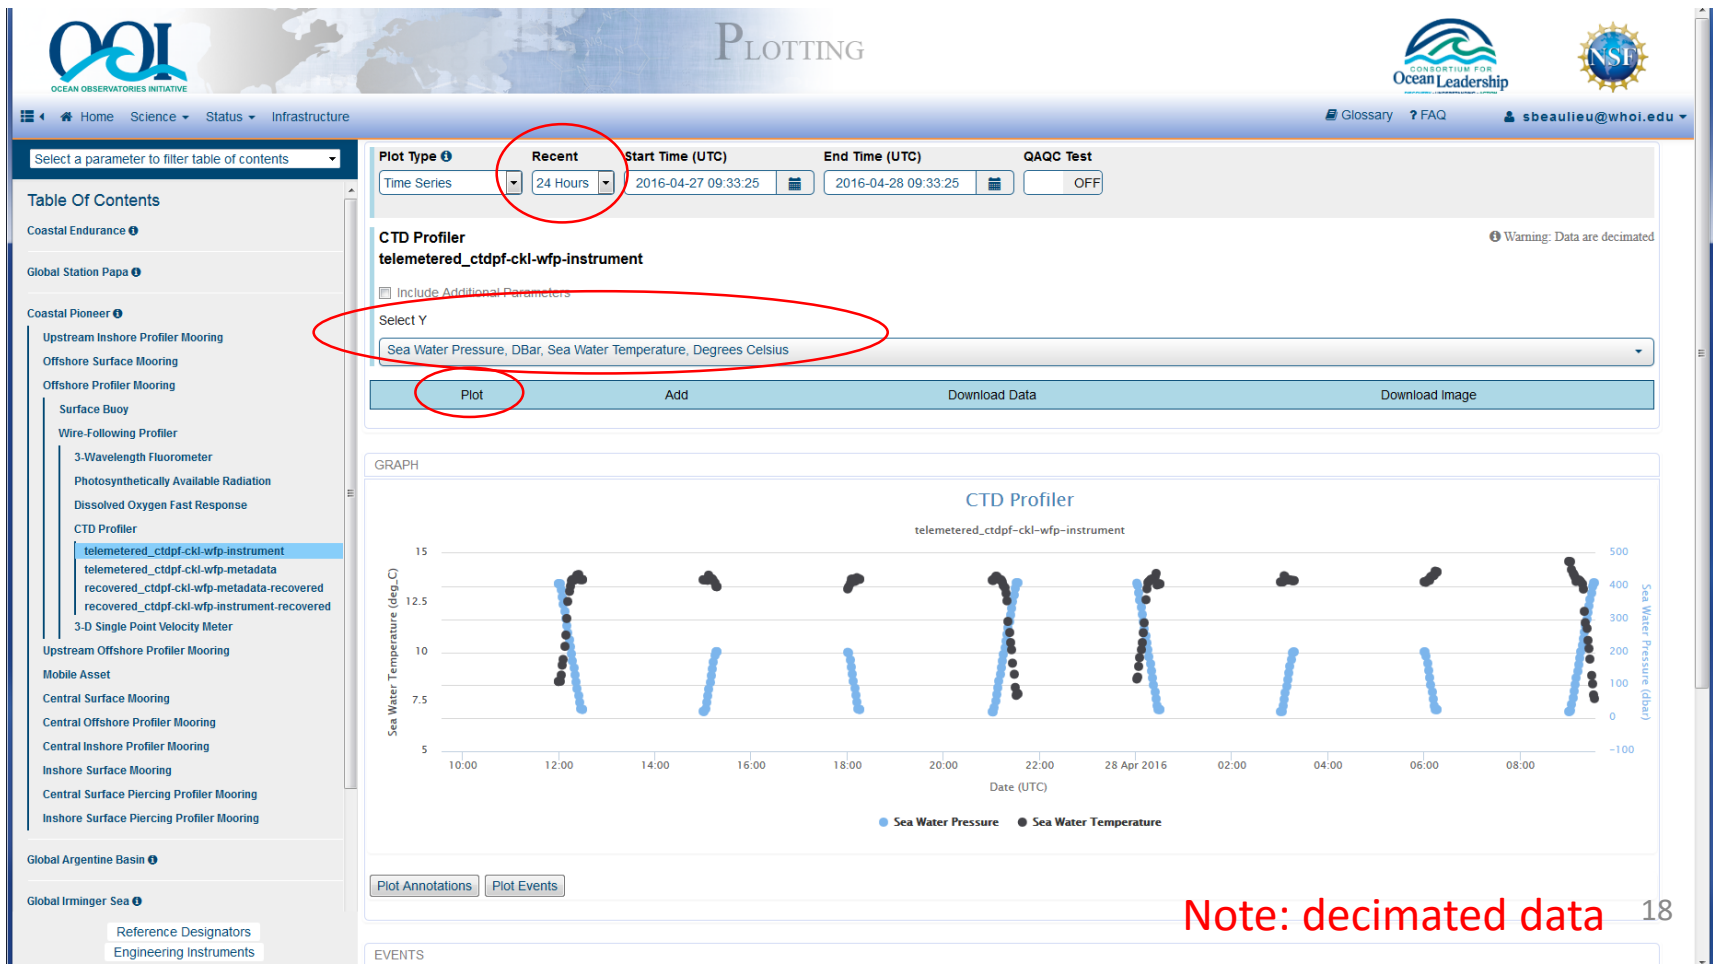 OOI
OCEAN OBSERVATORIES INITIATIVE
PLOTTING
CONSORTIUM FOR
Ocean Leadership
NSF
Home Science Status Infrastructure
Glossary ? FAQ sbeaulieu@whoi.edu
Select a parameter to filter table of contents
Table Of Contents
Coastal Endurance
Global Station Papa
Coastal Pioneer
Upstream Inshore Profiler Mooring
Offshore Surface Mooring
Offshore Profiler Mooring
Surface Buoy
Wire-Following Profiler
3-Wavelength Fluorometer
Photosynthetically Available Radiation
Dissolved Oxygen Fast Response
CTD Profiler
telemetered_ctdpf-ckl-wfp-instrument
telemetered_ctdpf-ckl-wfp-metadata
recovered_ctdpf-ckl-wfp-metadata-recovered
recovered_ctdpf-ckl-wfp-instrument-recovered
3-D Single Point Velocity Meter
Upstream Offshore Profiler Mooring
Mobile Asset
Central Surface Mooring
Central Offshore Profiler Mooring
Central Inshore Profiler Mooring
Inshore Surface Mooring
Central Surface Piercing Profiler Mooring
Inshore Surface Piercing Profiler Mooring
Global Argentine Basin
Global Irminger Sea
Reference Designators
Engineering Instruments
Plot Type Recent Start Time (UTC) End Time (UTC) QAQC Test
Time Series 24 Hours 2016-04-27 09:33:25 2016-04-28 09:33:25 OFF
CTD Profiler
telemetered_ctdpf-ckl-wfp-instrument
Warning: Data are decimated
Include Additional Parameters
Select Y
Sea Water Pressure, DBar, Sea Water Temperature, Degrees Celsius
Plot Add Download Data Download Image
GRAPH
CTD Profiler
telemetered_ctdpf-ckl-wfp-instrument
Sea Water Temperature (deg_C)
15
12.5
10
7.5
5
500
400
300
200
100
0
-100
Sea Water Pressure (dbar)
10:00 12:00 14:00 16:00 18:00 20:00 22:00 28 Apr 2016 02:00 04:00 06:00 08:00
Date (UTC)
Sea Water Pressure Sea Water Temperature
Plot Annotations Plot Events
Note: decimated data 18
EVENTS